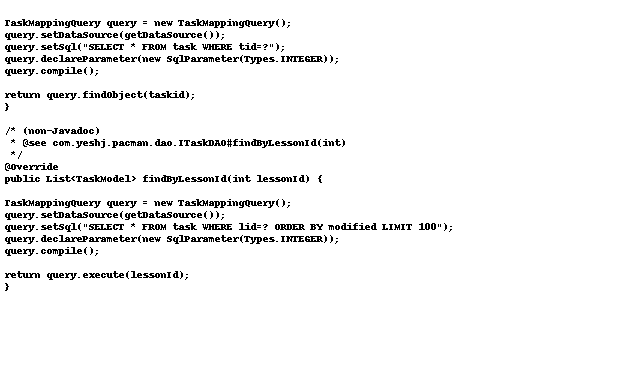 TaskMappingQuery query = new TaskMappingQuery();
query.setDataSource(getDataSource());
query.setSql("SELECT * FROM task WHERE tid=?");
query.declareParameter(new SqlParameter(Types.INTEGER));
query.compile();
return query.findObject(taskid);
}
/* (non-Javadoc)
* @see com.yeshj.pacman.dao.ITaskDAO#findByLessonId(int)
*/
@Override
public List<TaskModel> findByLessonId(int lessonId) {
TaskMappingQuery query = new TaskMappingQuery();
query.setDataSource(getDataSource());
query.setSql("SELECT * FROM task WHERE lid=? ORDER BY modified LIMIT 100");
query.declareParameter(new SqlParameter(Types.INTEGER));
query.compile();
return query.execute(lessonId);
}